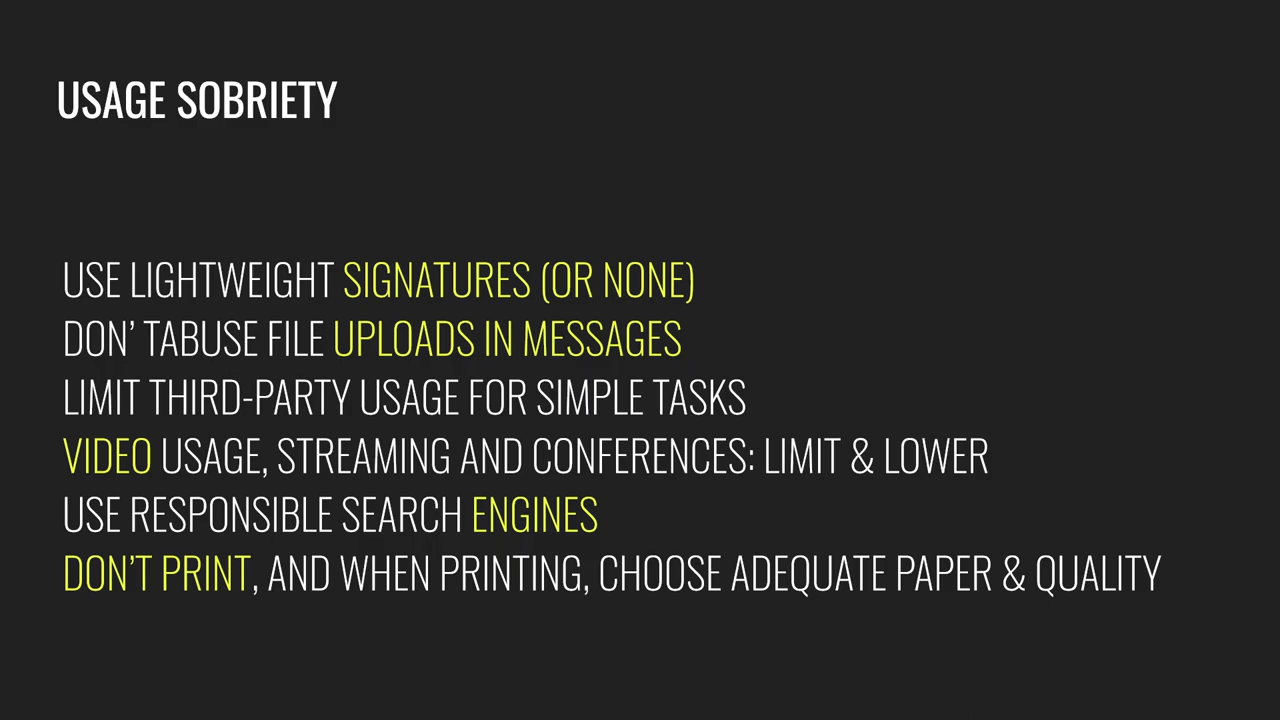 USAGE SOBRIETY
USE LIGHTWEIGHT SIGNATURES (OR NONE)
DON’ TABUSE FILE UPLOADS IN MESSAGES
LIMIT THIRD-PARTY USAGE FOR SIMPLE TASKS
VIDEO USAGE, STREAMING AND CONFERENCES: LIMIT & LOWER
USE RESPONSIBLE SEARCH ENGINES
DON’T PRINT, AND WHEN PRINTING, CHOOSE ADEQUATE PAPER & QUALITY